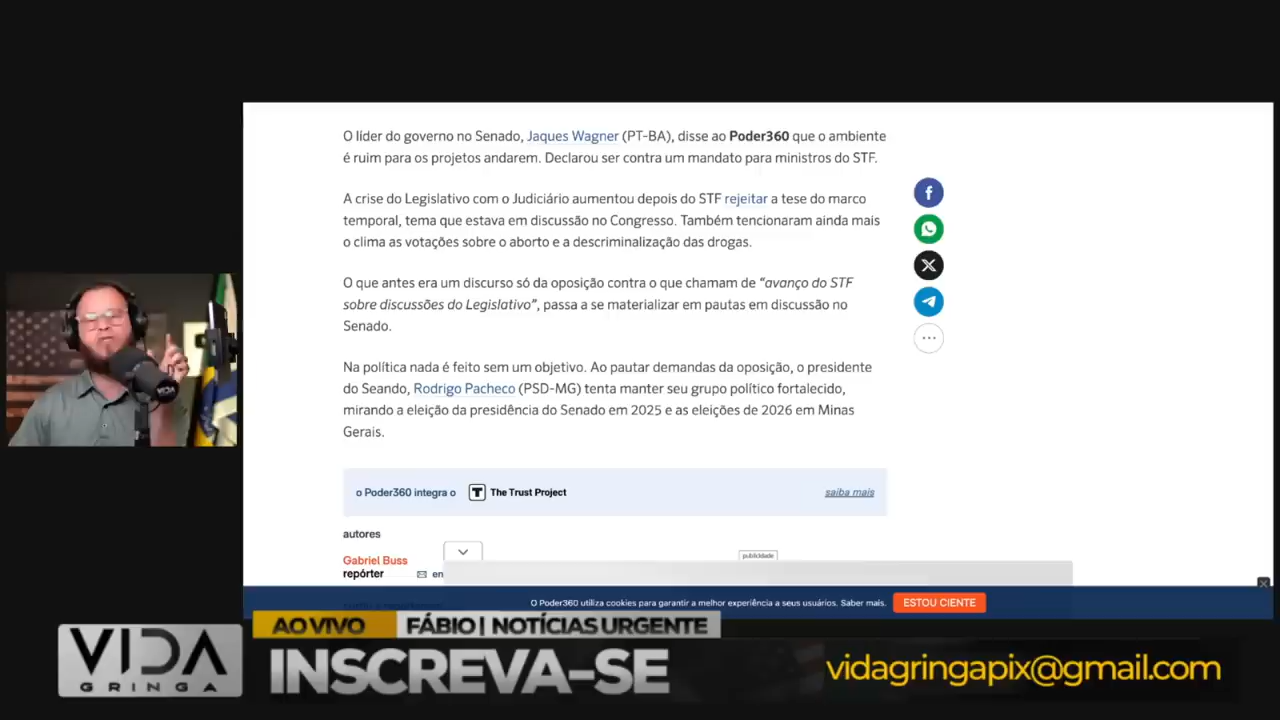 O líder do governo no Senado, Jaques Wagner (PT-BA), disse ao Poder360 que o ambiente
é ruim para os projetos andarem. Declarou ser contra um mandato para ministros do STF.
A crise do Legislativo com o Judiciário aumentou depois do STF rejeitar a tese do marco
temporal, tema que estava em discussão no Congresso. Também tencionaram ainda mais
o clima as votações sobre o aborto e a descriminalização das drogas.
O que antes era um discurso só da oposição contra o que chamam de “avanço do STF
sobre discussões do Legislativo”, passa a se materializar em pautas em discussão no
Senado.
Na política nada é feito sem um objetivo. Ao pautar demandas da oposição, o presidente
do Seando, Rodrigo Pacheco (PSD-MG) tenta manter seu grupo político fortalecido,
mirando a eleição da presidência do Senado em 2025 e as eleições de 2026 em Minas
Gerais.
o Poder360 integra o T The Trust Project saiba mais
autores
Gabriel Buss
publicidade
repórter en
O Poder360 utiliza cookies para garantir a melhor experiência a seus usuários. Saber mais. ESTOU CIENTE
AO VIVO FÁBIO | NOTÍCIAS URGENTE
VIDA
GRINGA
INSCREVA-SE
vidagringapix@gmail.com